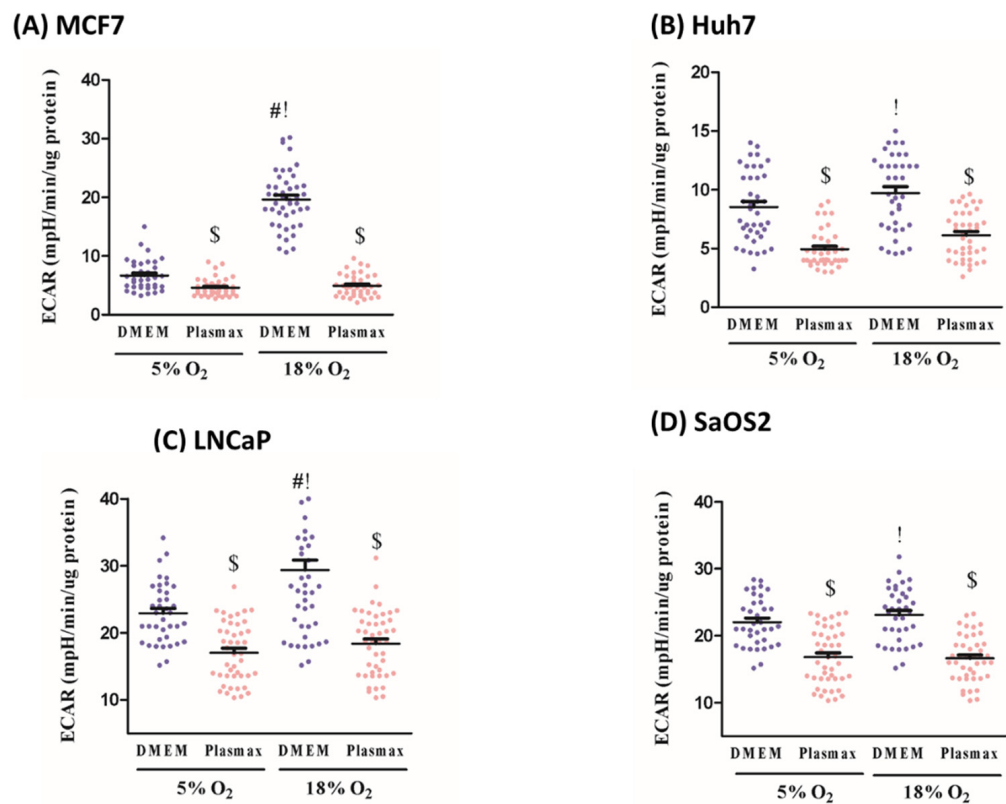 (A) MCF7
ECAR (mpH/min/ug protein )
40
30
20
10
0
#!
$
$
DMEM Plasmax DMEM Plasmax
5% O₂ 18% O₂
(B) Huh7
ECAR (mpH/min/ug protein )
20
15
10
5
0
!
$
$
DMEM Plasmax DMEM Plasmax
5% O₂ 18% O₂
(C) LNCaP
ECAR (mpH/min/ug protein )
40
30
20
10
#!
$
$
DMEM Plasmax DMEM Plasmax
5% O₂ 18% O₂
(D) SaOS2
ECAR (mpH/min/ug protein )
40
30
20
10
!
$
$
DMEM Plasmax DMEM Plasmax
5% O₂ 18% O₂